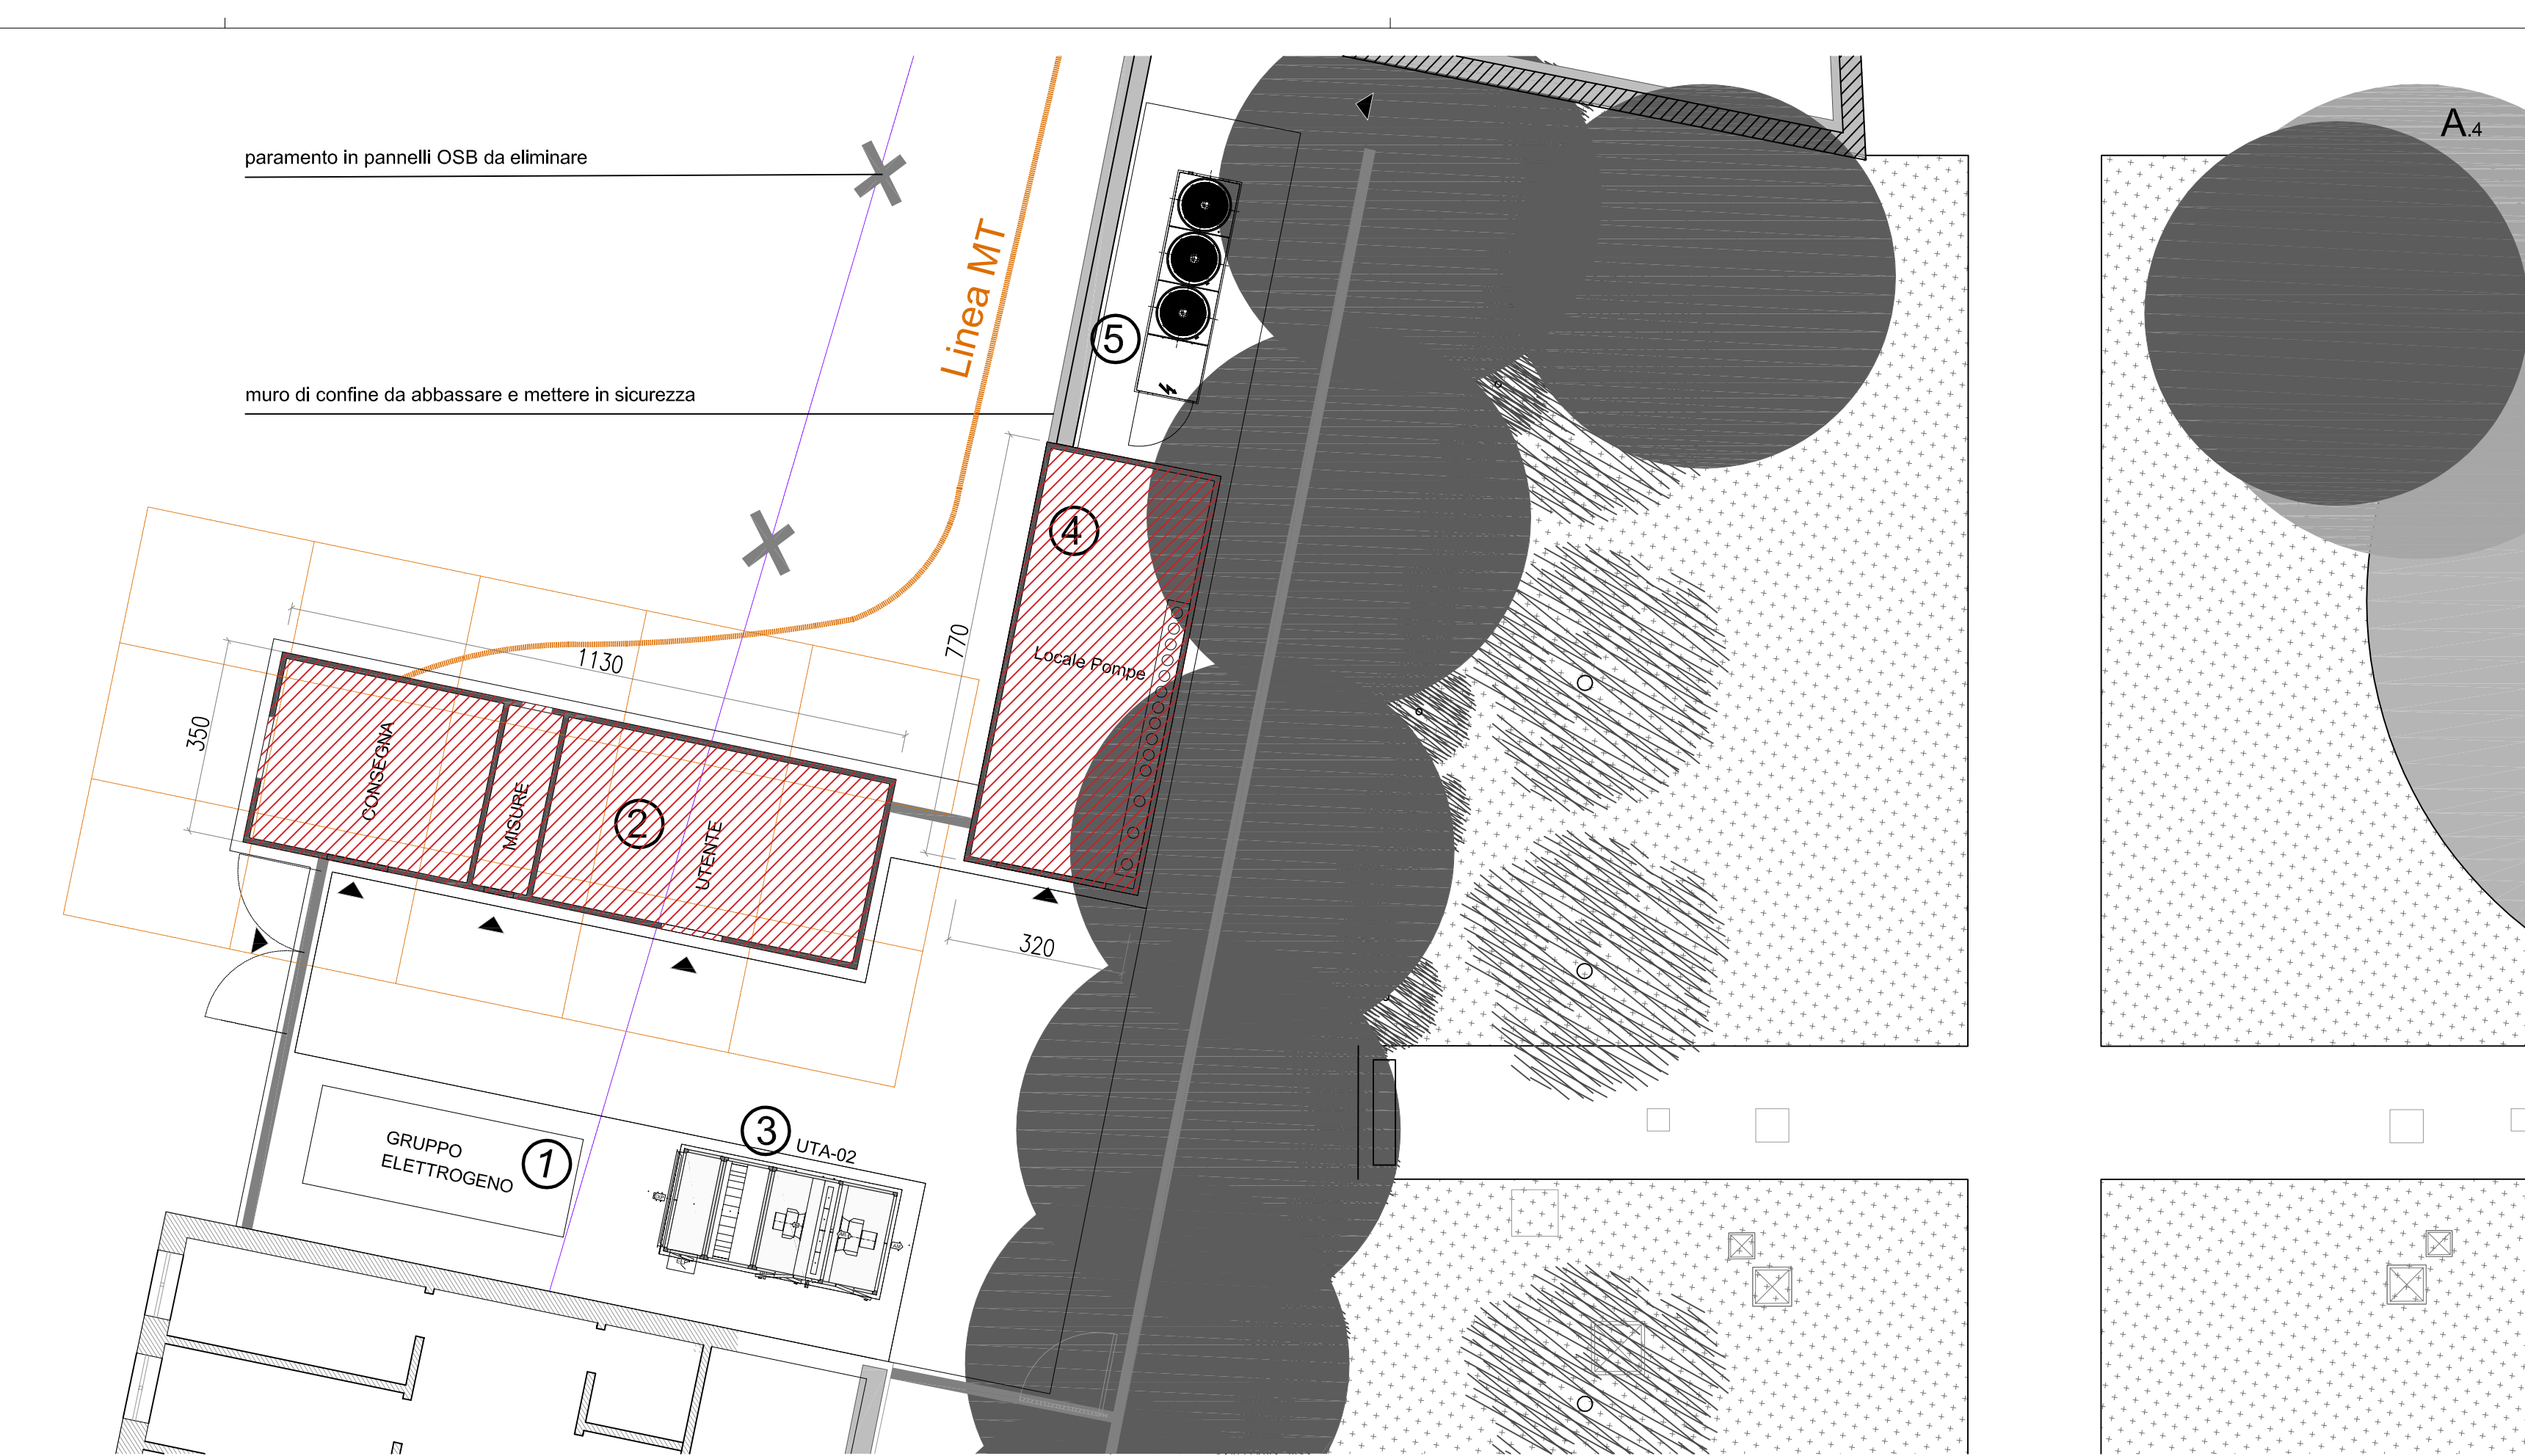 A.4
paramento in pannelli OSB da eliminare
Linea MT
5
muro di confine da abbassare e mettere in sicurezza
4
Locale Pompe
770
1130
350
CONSEGNA
MISURE
2
UTENTE
320
3
UTA-02
GRUPPO
ELETTROGENO
1